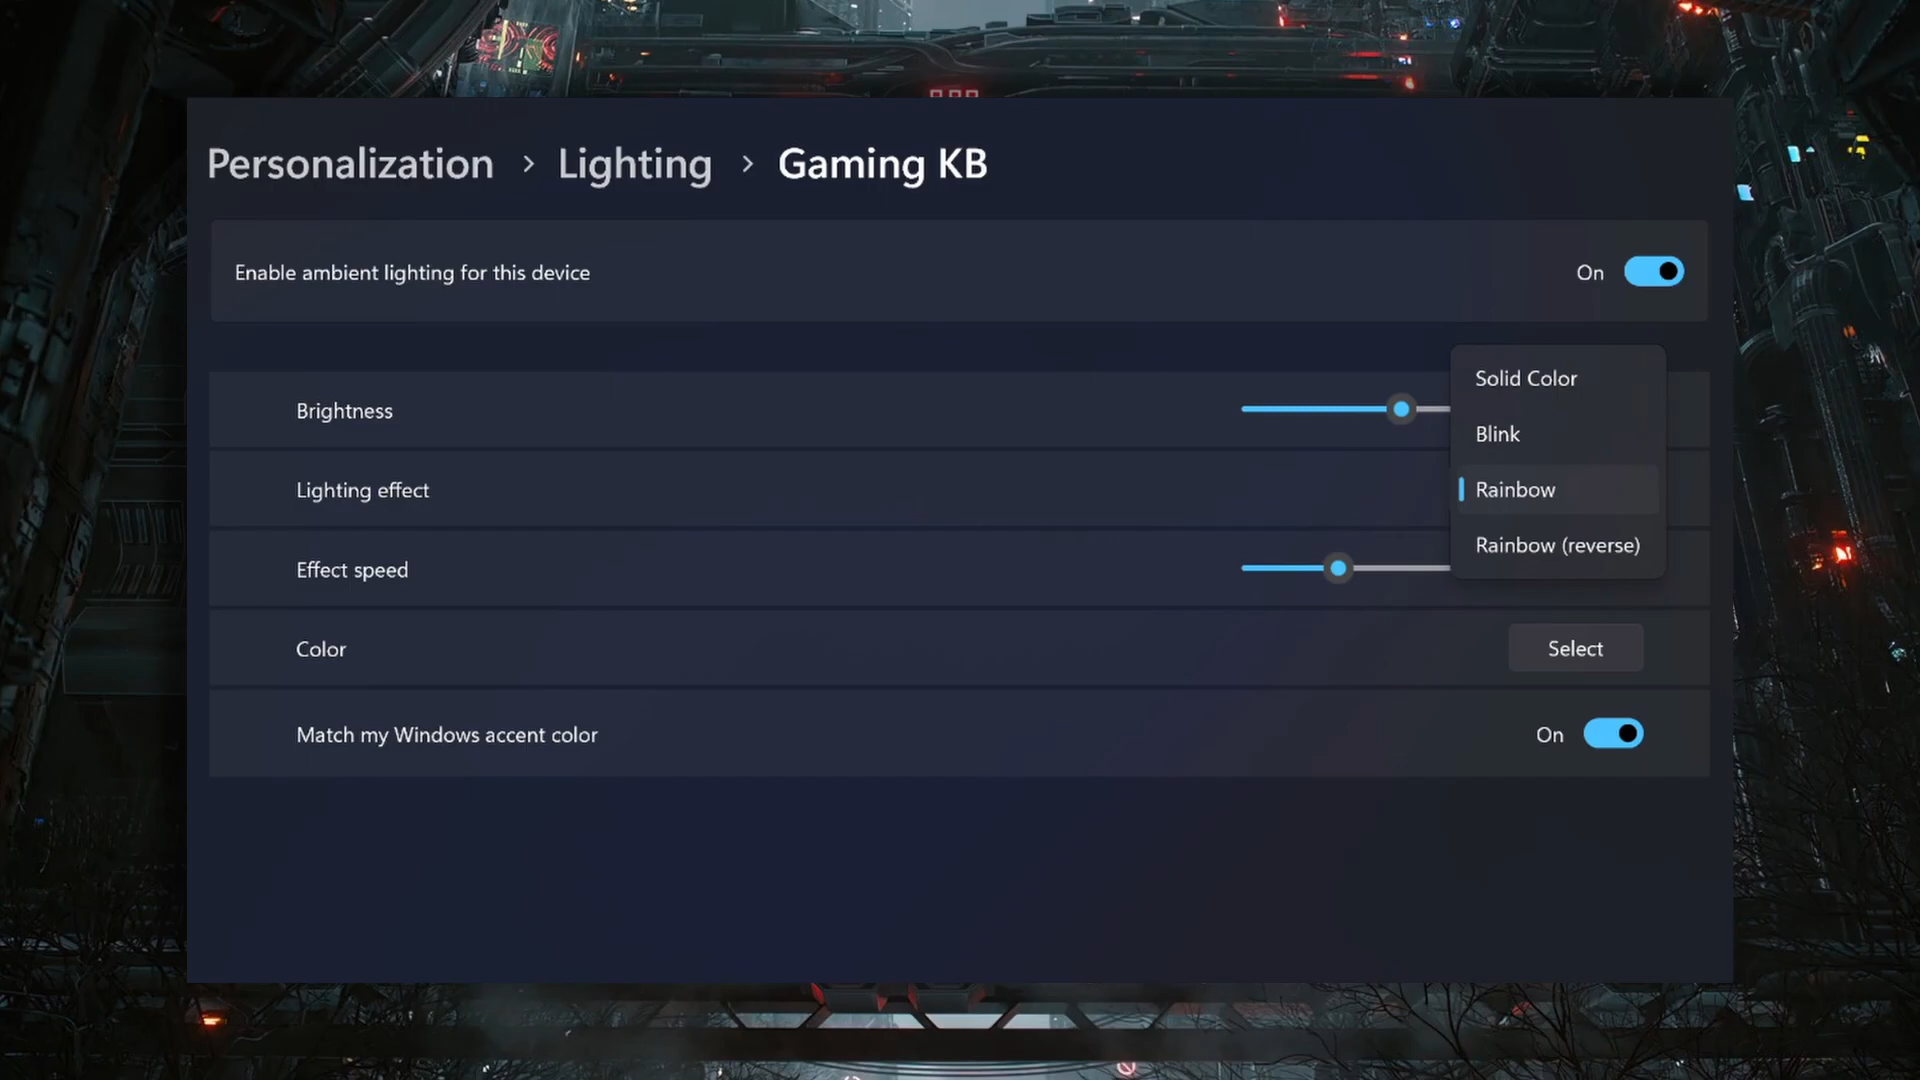 Personalization > Lighting > Gaming KB
Enable ambient lighting for this device
On
Solid Color
Brightness
Blink
Lighting effect
Rainbow
Rainbow (reverse)
Effect speed
Color
Select
Match my Windows accent color
On